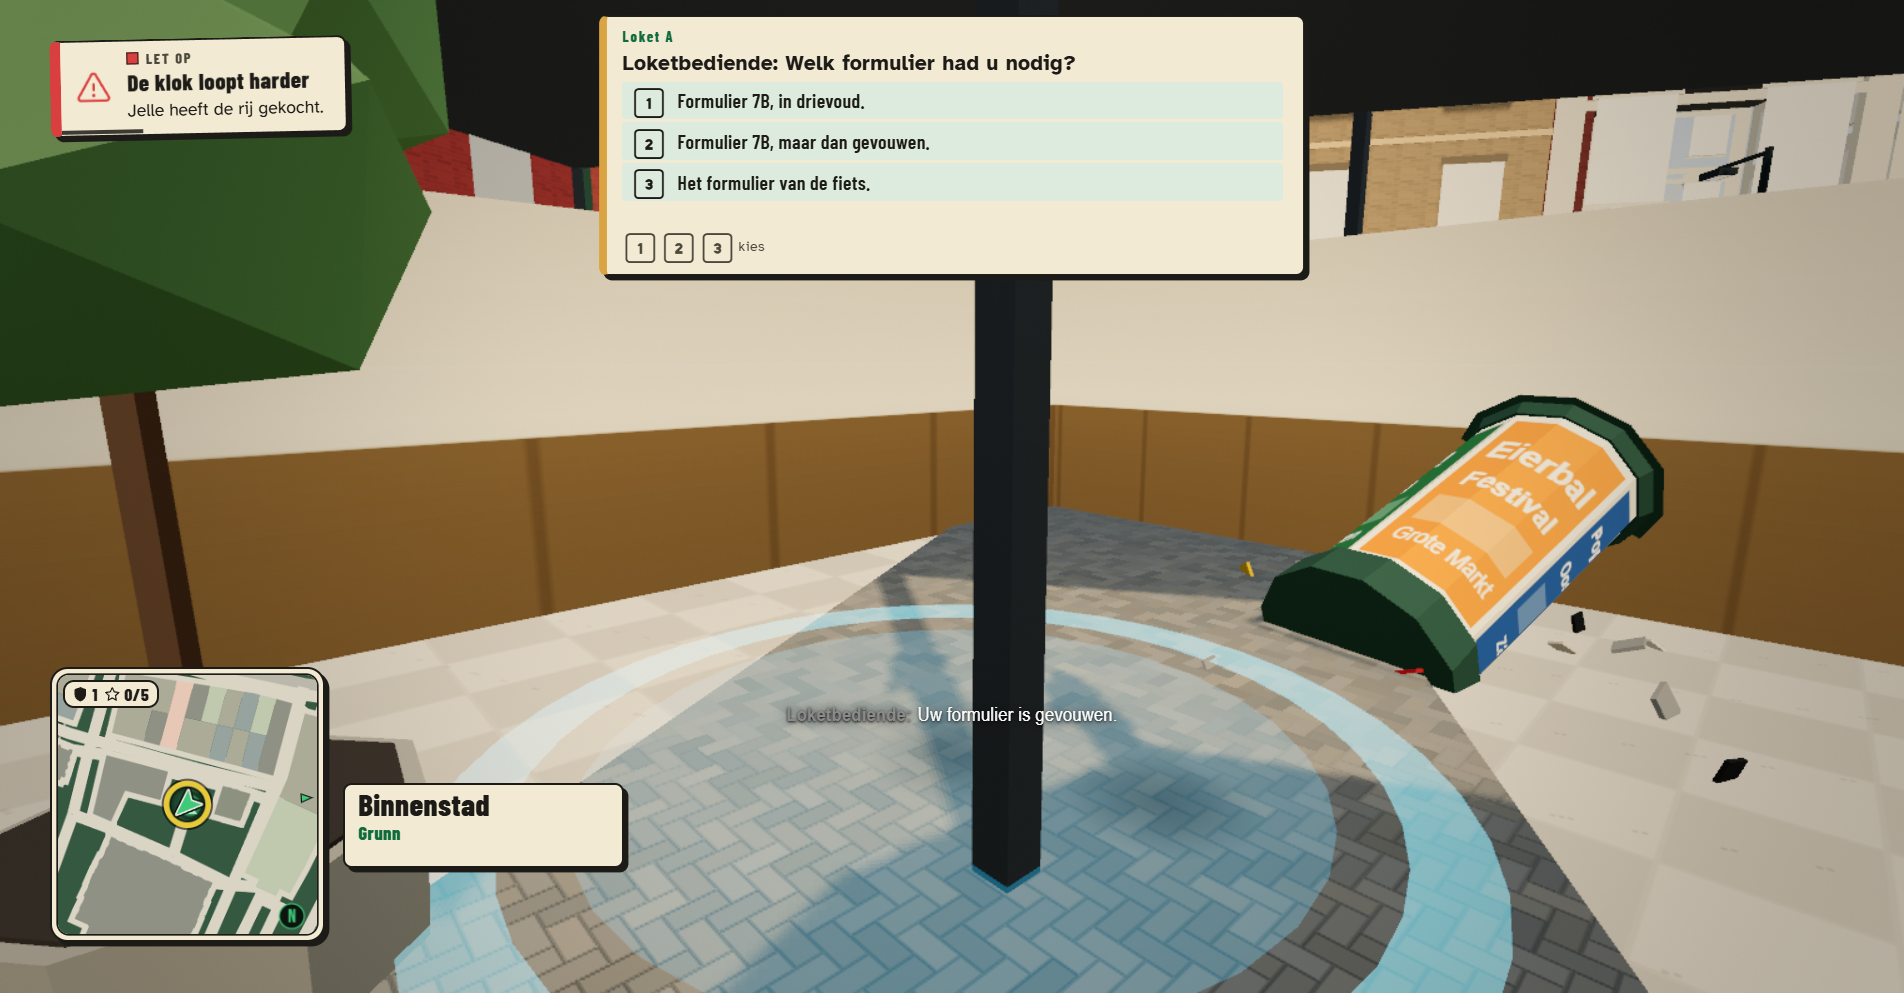 LET OP
De klok loopt harder
Jelle heeft de rij gekocht.
Loket A
Loketbediende: Welk formulier had u nodig?
1 Formulier 7B, in drievoud.
2 Formulier 7B, maar dan gevouwen.
3 Het formulier van de fiets.
1 2 3 kies
Eierbal
Festival
Grote Markt
Loketbediende: Uw formulier is gevouwen.
1 0/5
N
Binnenstad
Grunn